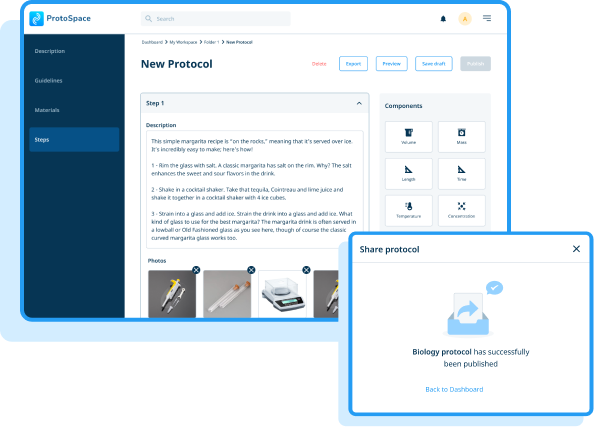 ProtoSpace
Search
A
Description
Guidelines
Materials
Steps
Dashboard > My Workspace > Folder 1 > New Protocol
New Protocol
Delete
Export
Preview
Save draft
Publish
Step 1
Description
This simple margarita recipe is "on the rocks," meaning that it's served over ice.
It's incredibly easy to make; here's how!
1 - Rim the glass with salt. A classic margarita has salt on the rim. Why? The salt
enhances the sweet and sour flavors in the drink.
2 - Shake in a cocktail shaker. Take that tequila, Cointreau and lime juice and
shake it together in a cocktail shaker with 4 ice cubes.
3 - Strain into a glass and add ice. Strain the drink into a glass and add ice. What
kind of glass to use for the best margarita? The margarita drink is often served in
a lowball or Old Fashioned glass as you see here, though of course the classic
curved margarita glass works too.
Photos
Components
Volume
Mass
Length
Time
Temperature
Concentration
Share protocol
Biology protocol has successfully
been published
Back to Dashboard